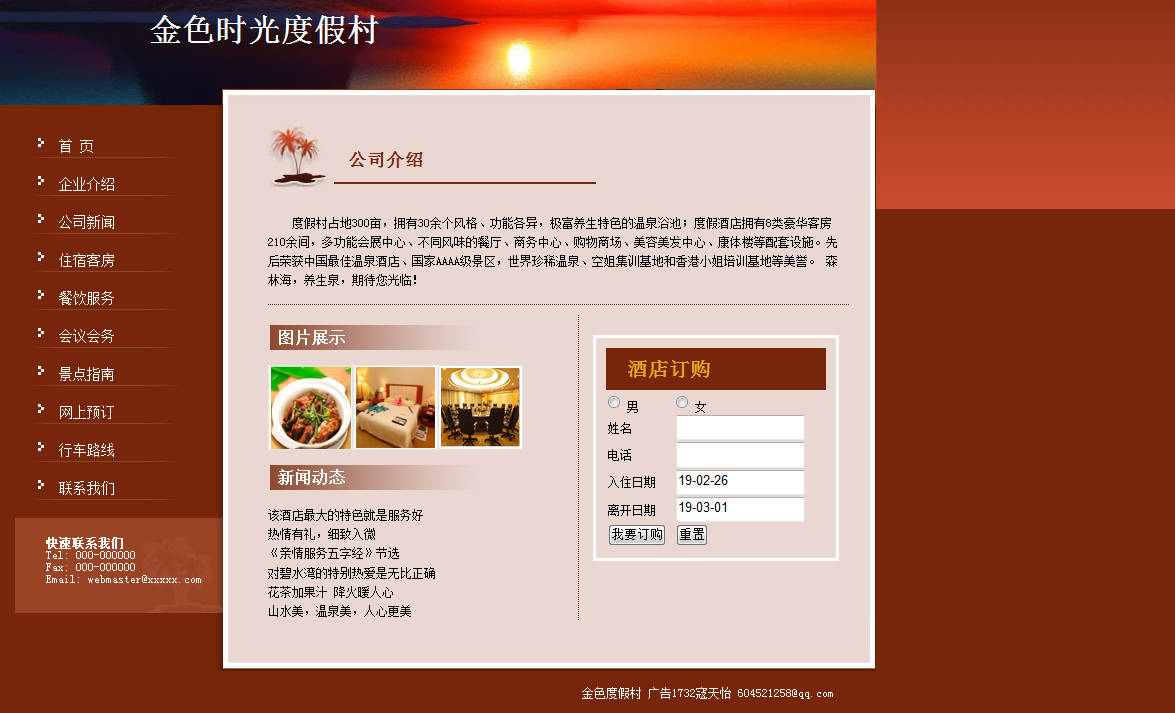 金色时光度假村
首 页
企业介绍
公司新闻
住宿客房
餐饮服务
会议会务
景点指南
网上预订
行车路线
联系我们
快速联系我们
Tel: 000-000000
Fax: 000-000000
Email: webmaster@xxxxx.com
公司介绍
度假村占地300亩，拥有30余个风格、功能各异，极富养生特色的温泉浴池；度假酒店拥有8类豪华客房
210余间，多功能会展中心、不同风味的餐厅、商务中心、购物商场、美容美发中心、康体楼等配套设施。先
后荣获中国最佳温泉酒店、国家AAAA级景区，世界珍稀温泉、空姐集训基地和香港小姐培训基地等美誉。 森
林海，养生泉，期待您光临！
图片展示
新闻动态
该酒店最大的特色就是服务好
热情有礼，细致入微
《亲情服务五字经》节选
对碧水湾的特别热爱是无比正确
花茶加果汁 降火暖人心
山水美，温泉美，人心更美
酒店订购
男 女
姓名
电话
入住日期 19-02-26
离开日期 19-03-01
我要订购 重置
金色度假村 广告1732寇天怡 604521258@qq.com